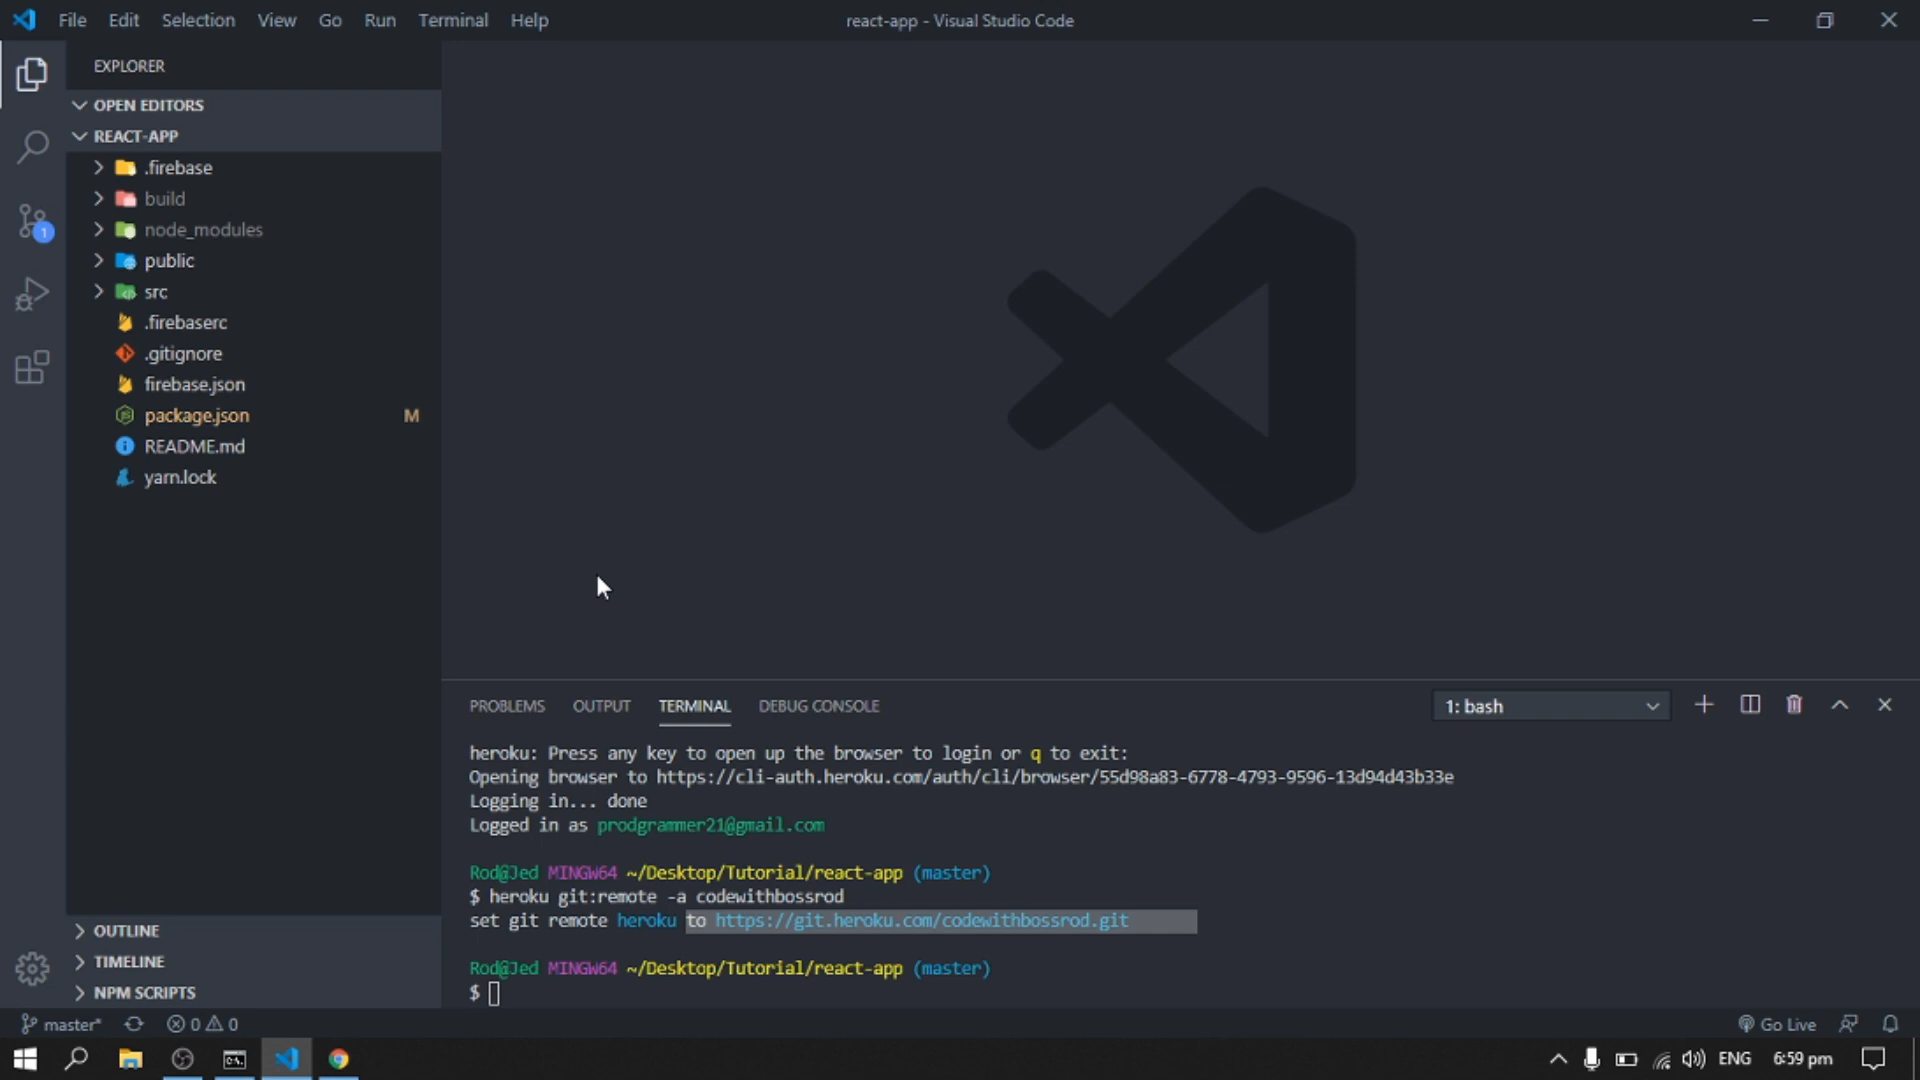 File Edit Selection View Go Run Terminal Help
react-app - Visual Studio Code
EXPLORER
OPEN EDITORS
REACT-APP
.firebase
build
node_modules
public
src
.firebaserc
.gitignore
firebase.json
package.json M
README.md
yarn.lock
OUTLINE
TIMELINE
NPM SCRIPTS
1
PROBLEMS OUTPUT TERMINAL DEBUG CONSOLE
1: bash
heroku: Press any key to open up the browser to login or q to exit:
Opening browser to https://cli-auth.heroku.com/auth/cli/browser/55d98a83-6778-4793-9596-13d94d43b33e
Logging in... done
Logged in as prodgrammer21@gmail.com
Rod@Jed MINGW64 ~/Desktop/Tutorial/react-app (master)
$ heroku git:remote -a codewithbossrod
set git remote heroku to https://git.heroku.com/codewithbossrod.git
Rod@Jed MINGW64 ~/Desktop/Tutorial/react-app (master)
$
master* 0 0 Go Live
ENG 6:59 pm